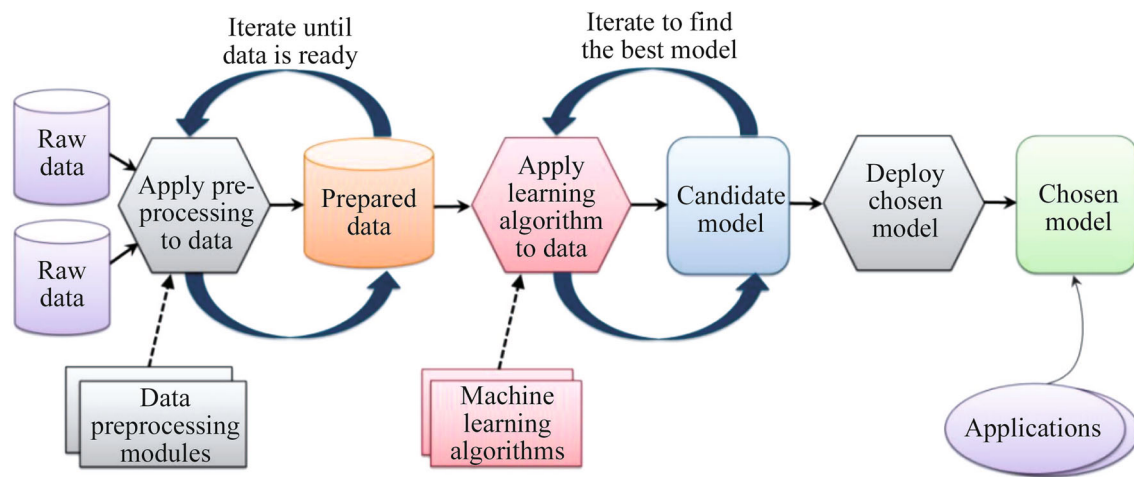 Iterate until
data is ready
Iterate to find
the best model
Raw
data
Raw
data
Apply pre-
processing
to data
Prepared
data
Apply
learning
algorithm
to data
Candidate
model
Deploy
chosen
model
Chosen
model
Data
preprocessing
modules
Machine
learning
algorithms
Applications